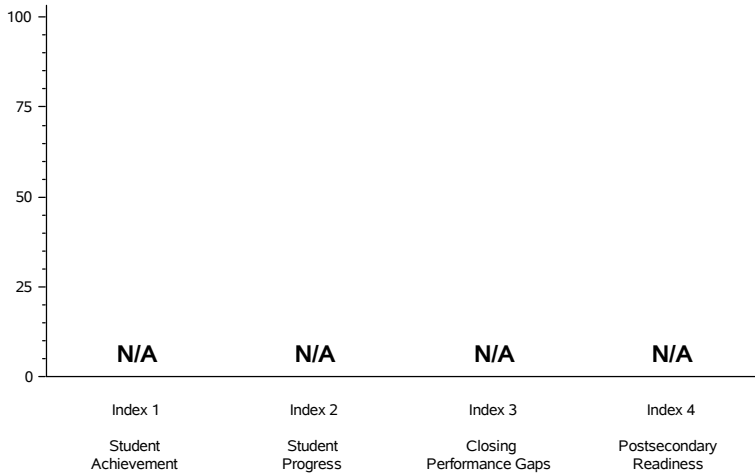 100
75
50
25
0
N/A N/A N/A N/A
Index 1 Index 2 Index 3 Index 4
Student Student Closing Postsecondary
Achievement Progress Performance Gaps Readiness